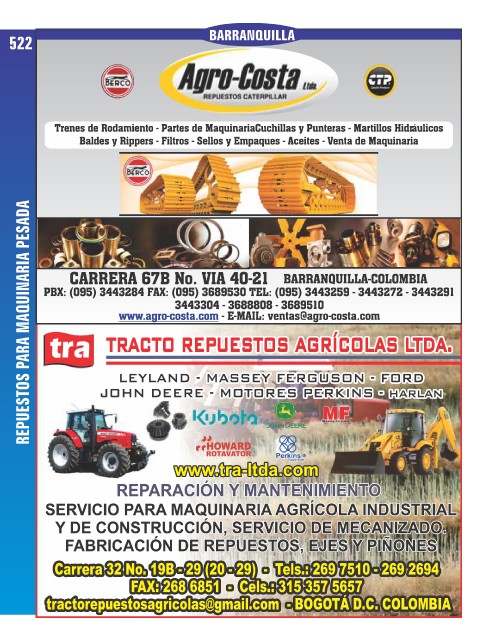 BARRANQUILLA
522
REPUESTOS PARA MAQUINARIA PESADA
BERCO
Agro-Costa Ltda.
REPUESTOS CATERPILLAR
CTP
Trenes de Rodamiento - Partes de MaquinariaCuchillas y Punteras - Martillos Hidráulicos
Baldes y Rippers - Filtros - Sellos y Empaques - Aceites - Venta de Maquinaria
BERCO
CARRERA 67B No. VIA 40-21 BARRANQUILLA-COLOMBIA
PBX: (095) 3443284 FAX: (095) 3689530 TEL: (095) 3443259 - 3443272 - 3443291
3443304 - 3688808 - 3689510
www.agro-costa.com - E-MAIL: ventas@agro-costa.com
tra TRACTO REPUESTOS AGRÍCOLAS LTDA.
LEYLAND - MASSEY FERGUSON - FORD
JOHN DEERE - MOTORES PERKINS - HARLAN
Kubota
JOHN DEERE
MF
HOWARD
ROTAVATOR
Perkins
www.tra-ltda.com
REPARACIÓN Y MANTENIMIENTO
SERVICIO PARA MAQUINARIA AGRÍCOLA INDUSTRIAL
Y DE CONSTRUCCIÓN, SERVICIO DE MECANIZADO.
FABRICACIÓN DE REPUESTOS, EJES Y PIÑONES
Carrera 32 No. 19B - 29 (20 - 29) - Tels.: 269 7510 - 269 2694
FAX: 268 6851 - Cels.: 315 357 5657
tractorepuestosagricolas@gmail.com - BOGOTÁ D.C. COLOMBIA